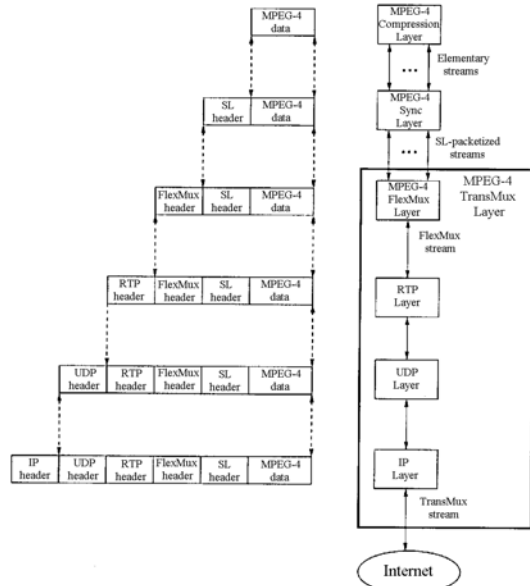 MPEG-4
data
SL
header
MPEG-4
data
FlexMux
header
SL
header
MPEG-4
data
RTP
header
FlexMux
header
SL
header
MPEG-4
data
UDP
header
RTP
header
FlexMux
header
SL
header
MPEG-4
data
IP
header
UDP
header
RTP
header
FlexMux
header
SL
header
MPEG-4
data
MPEG-4
Compression
Layer
Elementary
streams
MPEG-4
Sync
Layer
SL-packetized
streams
MPEG-4
FlexMux
Layer
MPEG-4
TransMux
Layer
FlexMux
stream
RTP
Layer
UDP
Layer
IP
Layer
TransMux
stream
Internet